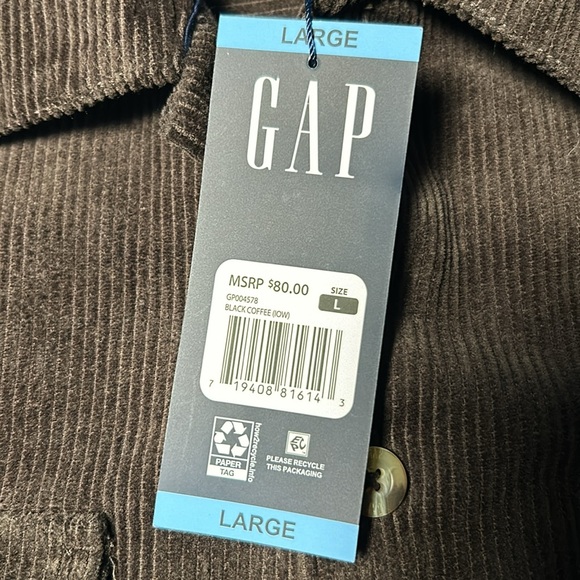 LARGE
GAP
MSRP $80.00
SIZE
L
GP004578
BLACK COFFEE (IOW)
7 19408 81614 3
how2recycle.info
PAPER
TAG
PLEASE RECYCLE
THIS PACKAGING
LARGE